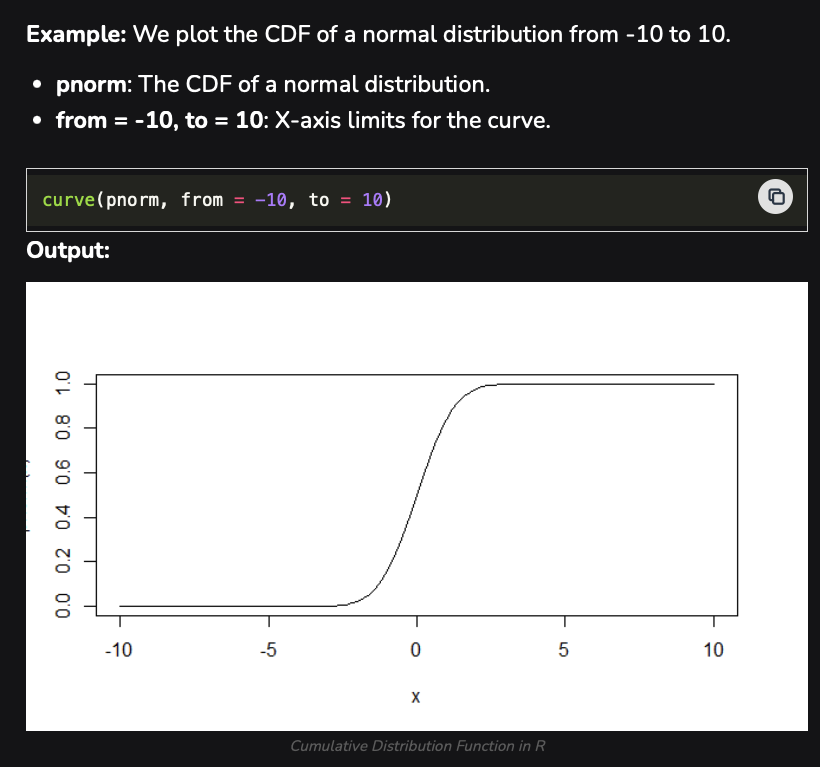 Example: We plot the CDF of a normal distribution from -10 to 10.
• pnorm: The CDF of a normal distribution.
• from = -10, to = 10: X-axis limits for the curve.
curve(pnorm, from = -10, to = 10)
Output:
1.0
0.8
0.6
0.4
0.2
0.0
-10 -5 0 5 10
x
Cumulative Distribution Function in R